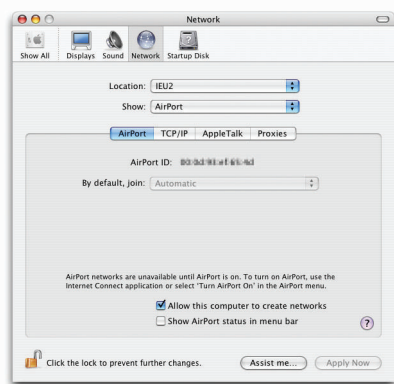 Network
Show All Displays Sound Network Startup Disk
Location: IEU2
Show: AirPort
AirPort TCP/IP AppleTalk Proxies
AirPort ID:
By default, join: Automatic
AirPort networks are unavailable until AirPort is on. To turn on AirPort, use the
Internet Connect application or select 'Turn AirPort On' in the AirPort menu.
Allow this computer to create networks
Show AirPort status in menu bar
?
Click the lock to prevent further changes. Assist me... Apply Now